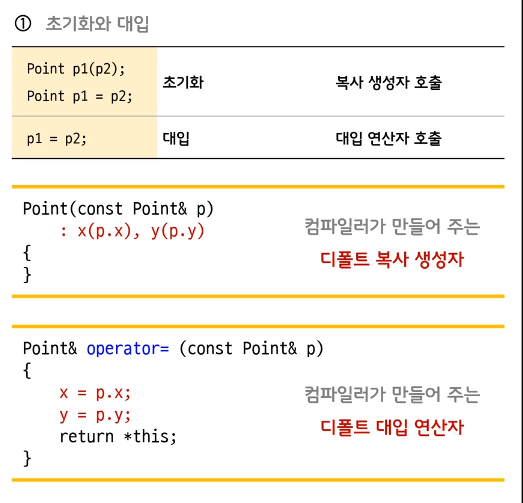 ① 초기화와 대입
Point p1(p2);
Point p1 = p2;
초기화
복사 생성자 호출
p1 = p2;
대입
대입 연산자 호출
Point(const Point& p)
: x(p.x), y(p.y)
{
}
컴파일러가 만들어 주는
디폴트 복사 생성자
Point& operator= (const Point& p)
{
x = p.x;
y = p.y;
return *this;
}
컴파일러가 만들어 주는
디폴트 대입 연산자